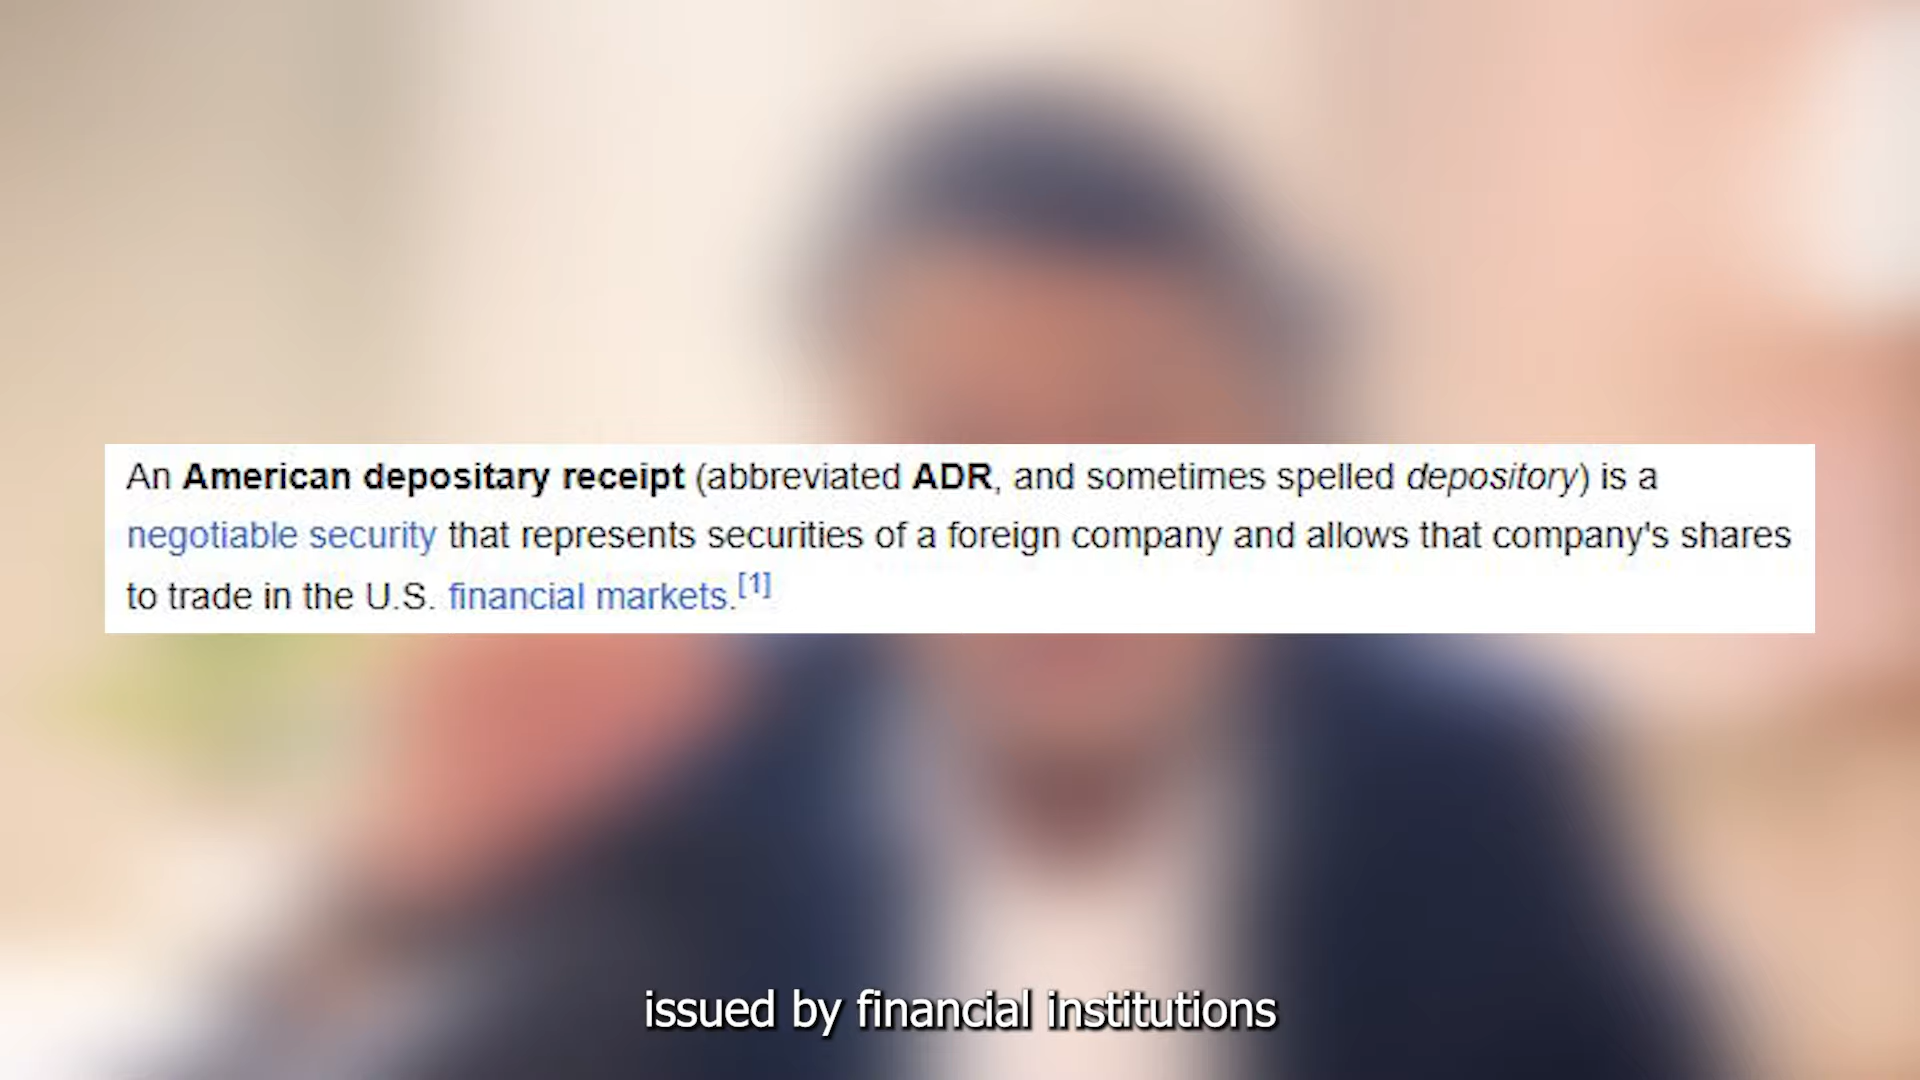 An American depositary receipt (abbreviated ADR, and sometimes spelled depository) is a
negotiable security that represents securities of a foreign company and allows that company's shares
to trade in the U.S. financial markets.[1]
issued by financial institutions